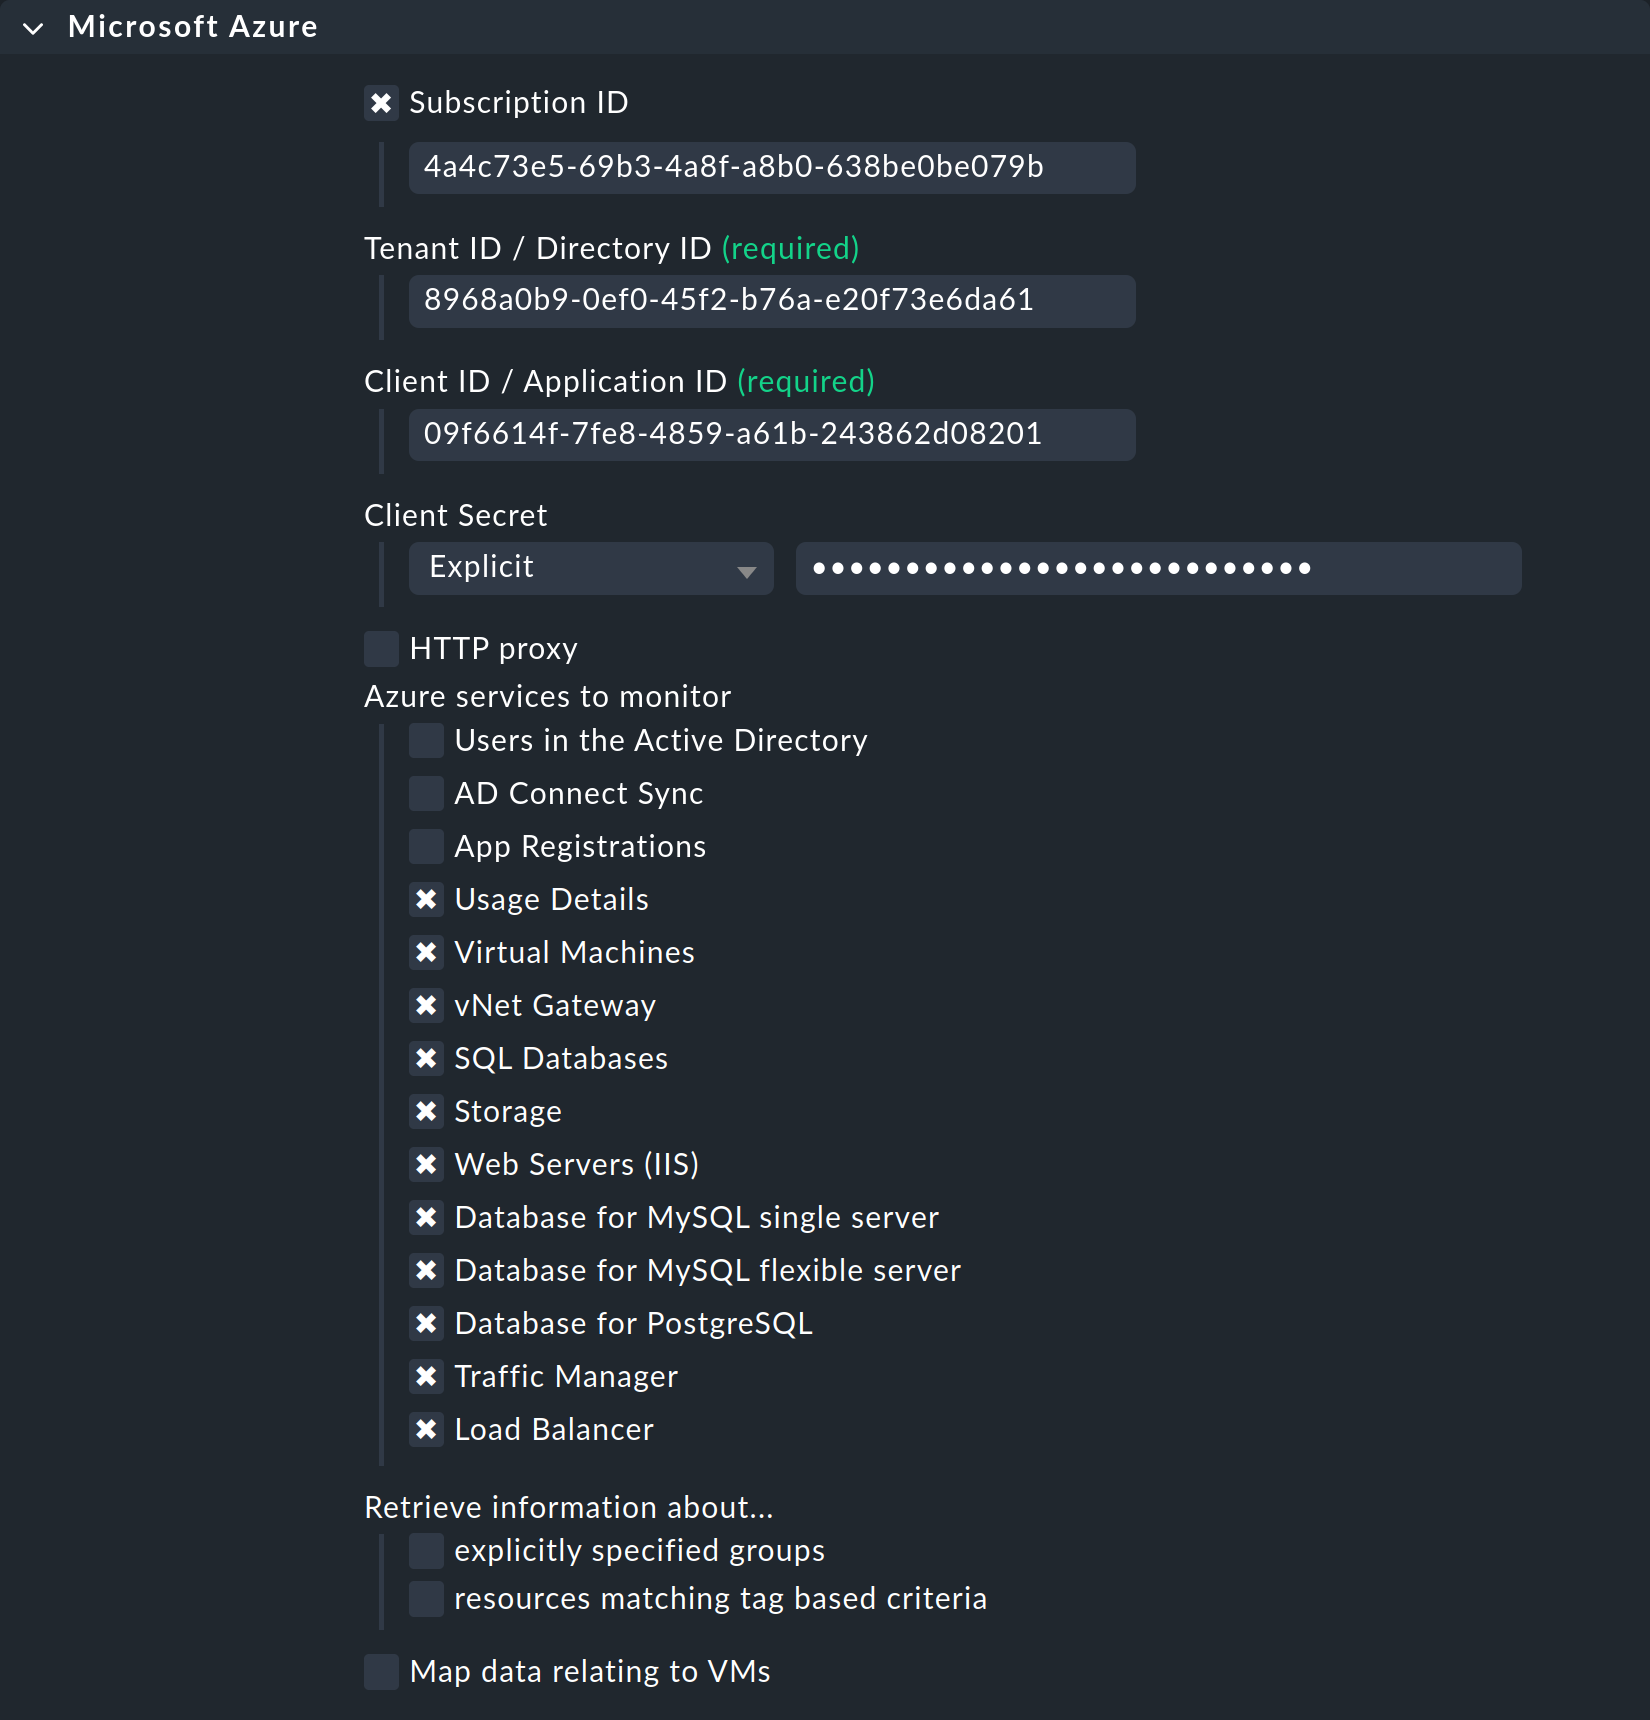 Microsoft Azure
Subscription ID
4a4c73e5-69b3-4a8f-a8b0-638be0be079b
Tenant ID / Directory ID (required)
8968a0b9-0ef0-45f2-b76a-e20f73e6da61
Client ID / Application ID (required)
09f6614f-7fe8-4859-a61b-243862d08201
Client Secret
Explicit •••••••••••••••••••••••••••
HTTP proxy
Azure services to monitor
Users in the Active Directory
AD Connect Sync
App Registrations
Usage Details
Virtual Machines
vNet Gateway
SQL Databases
Storage
Web Servers (IIS)
Database for MySQL single server
Database for MySQL flexible server
Database for PostgreSQL
Traffic Manager
Load Balancer
Retrieve information about...
explicitly specified groups
resources matching tag based criteria
Map data relating to VMs